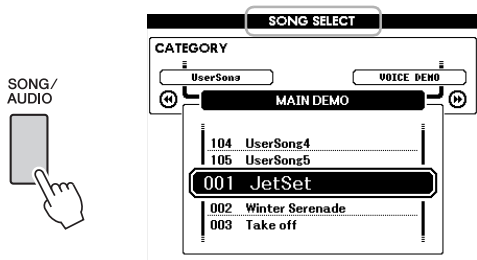 SONG SELECT
CATEGORY
UserSong
VOICE DEMO
MAIN DEMO
SONG/
AUDIO
104 UserSong4
105 UserSong5
001 JetSet
002 Winter Serenade
003 Take off